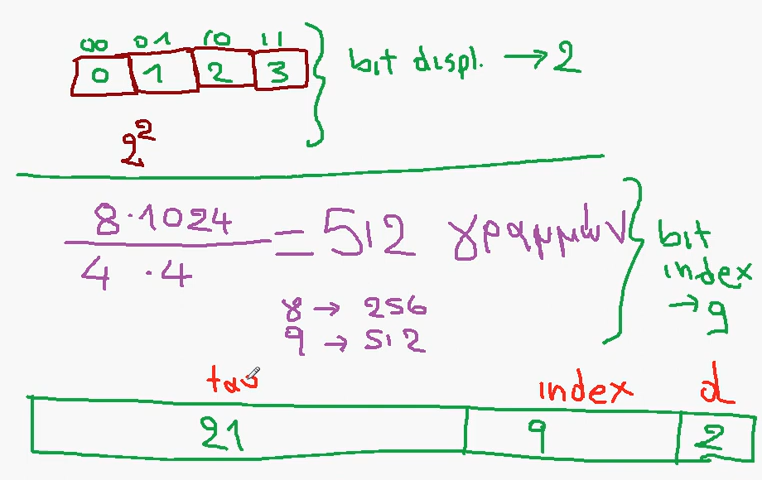 00 01 10 11
0 1 2 3
bit displ. → 2
2²
8·1024
4 ·4
= 512 γραμμών
bit
index
→ 9
8 → 256
9 → 512
index d
21 9 2